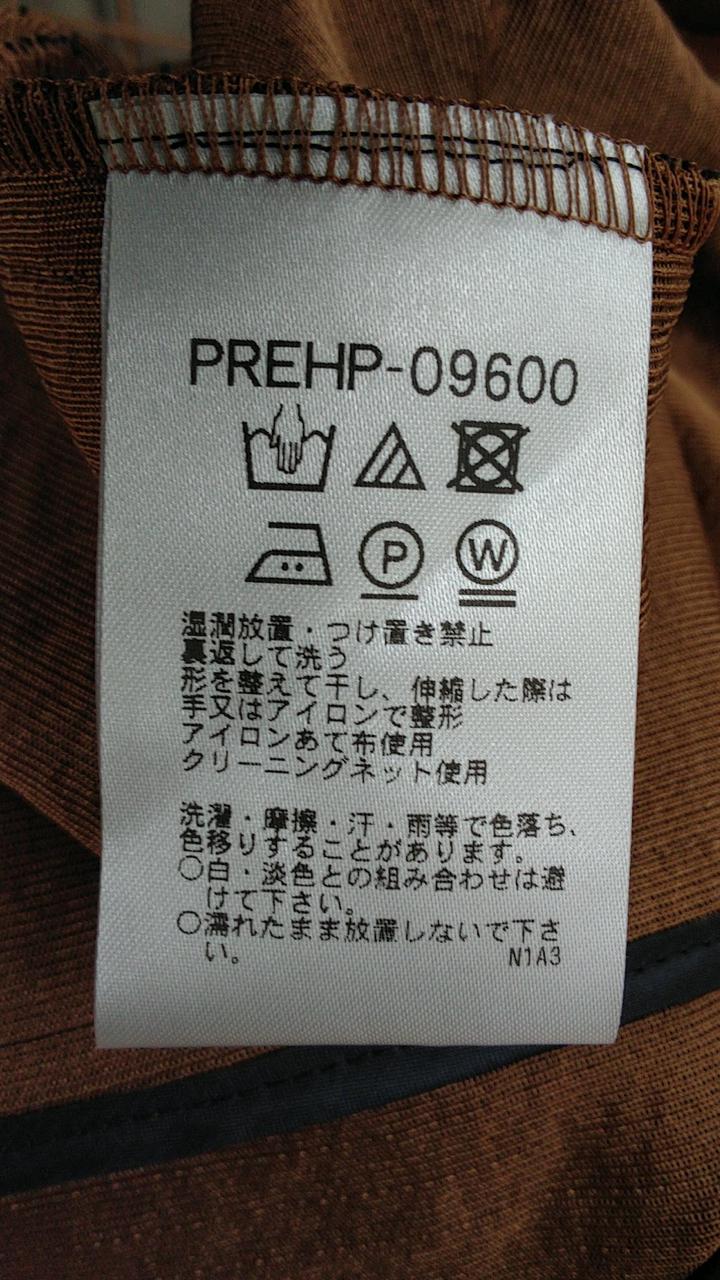 PREHP-09600
P W
湿潤放置・つけ置き禁止
裏返して洗う
形を整えて干し、伸縮した際は
手又はアイロンで整形
アイロンあて布使用
クリーニングネット使用
洗濯・摩擦・汗・雨等で色落ち、
色移りすることがあります。
○白・淡色との組み合わせは避
けて下さい。
○濡れたまま放置しないで下さ
い。
N1A3